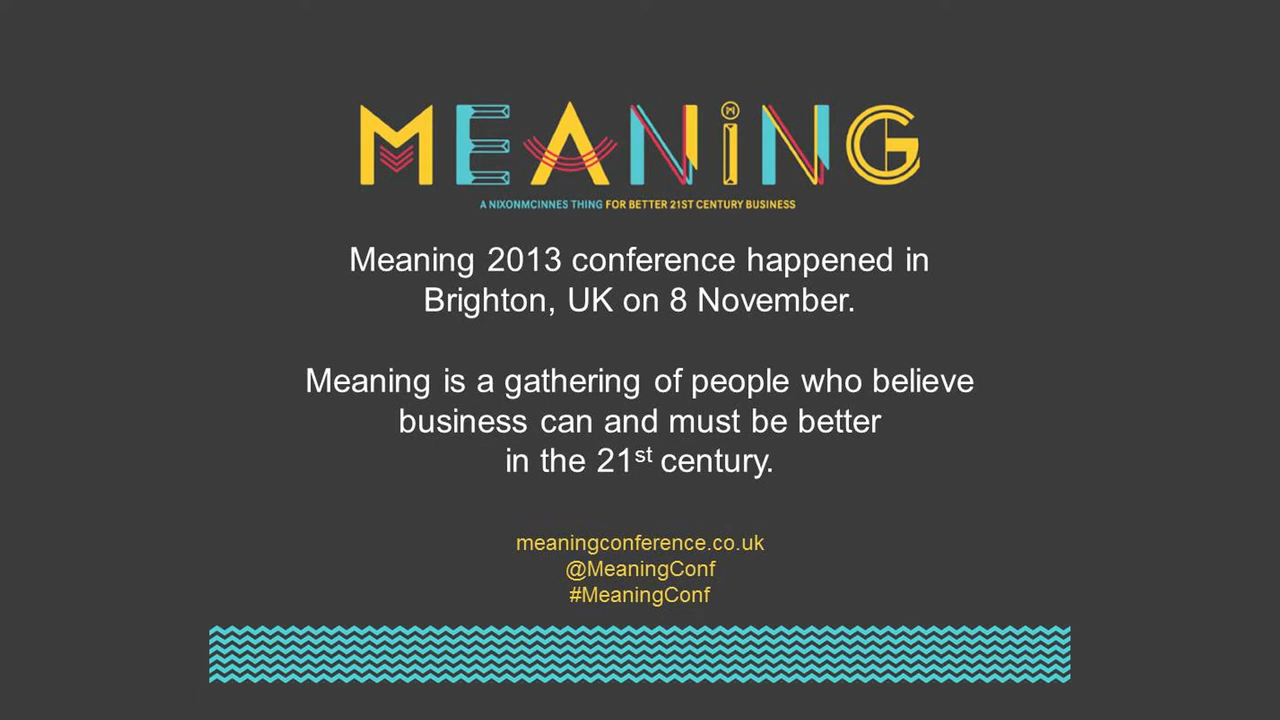 MEANiNG
A NIXONMCINNES THING FOR BETTER 21ST CENTURY BUSINESS
Meaning 2013 conference happened in
Brighton, UK on 8 November.
Meaning is a gathering of people who believe
business can and must be better
in the 21st century.
meaningconference.co.uk
@MeaningConf
#MeaningConf